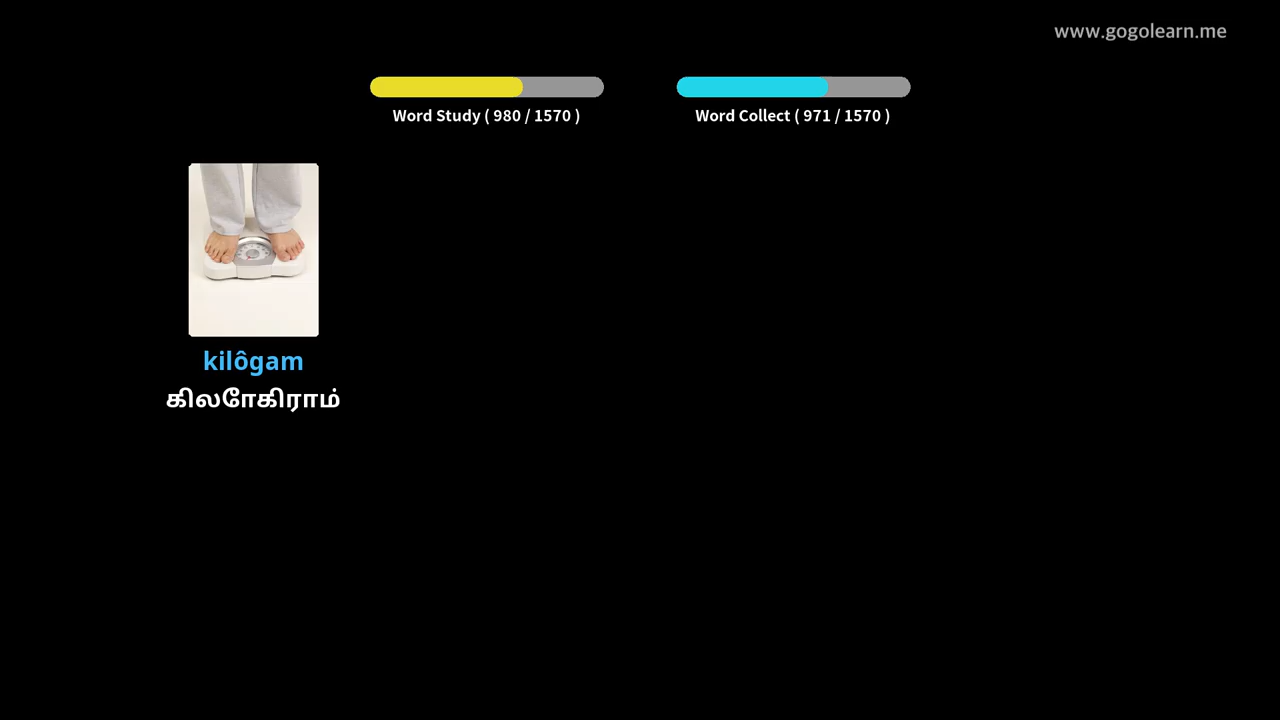 www.gogolearn.me
Word Study ( 980 / 1570 )
Word Collect ( 971 / 1570 )
kilôgam
கிலோகிராம்